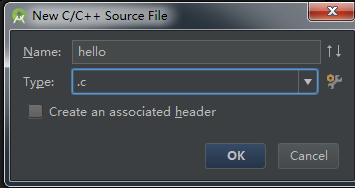 New C/C++ Source File
Name: hello
Type: .c
Create an associated header
OK Cancel